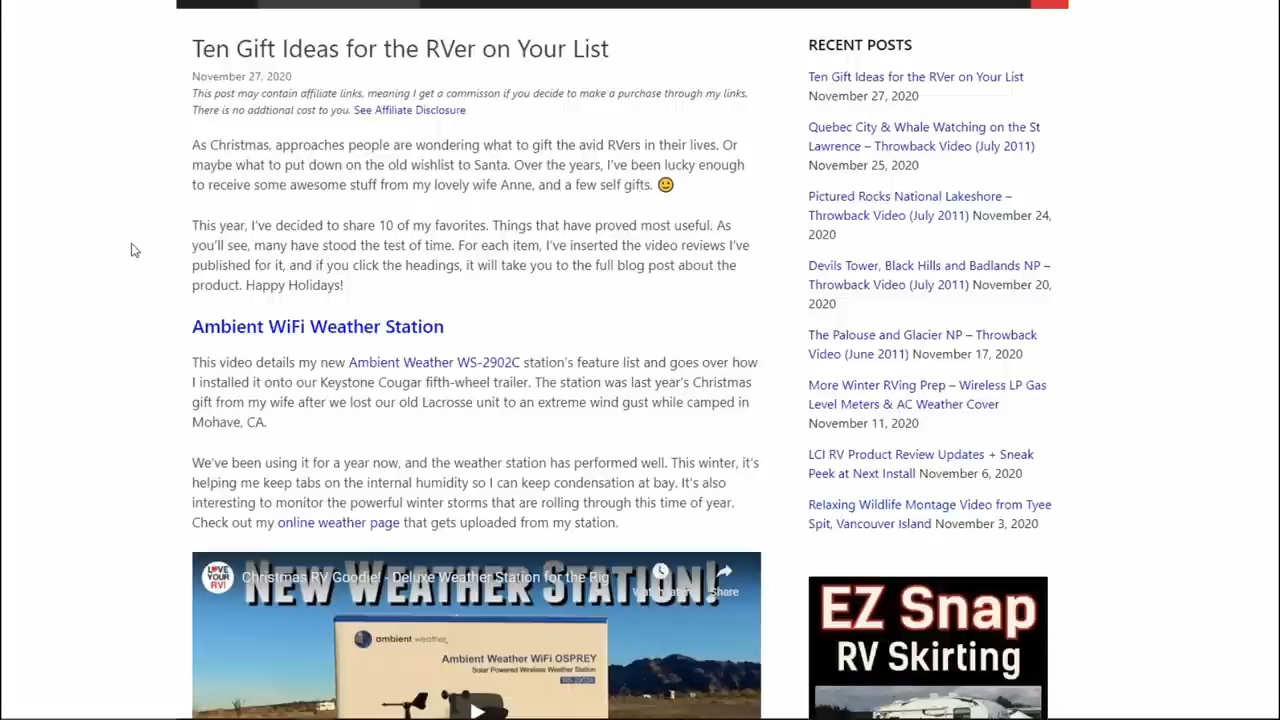 Ten Gift Ideas for the RVer on Your List
November 27, 2020
This post may contain affiliate links, meaning I get a commisson if you decide to make a purchase through my links.
There is no addtional cost to you. See Affiliate Disclosure
As Christmas, approaches people are wondering what to gift the avid RVers in their lives. Or
maybe what to put down on the old wishlist to Santa. Over the years, I've been lucky enough
to receive some awesome stuff from my lovely wife Anne, and a few self gifts.
This year, I've decided to share 10 of my favorites. Things that have proved most useful. As
you'll see, many have stood the test of time. For each item, I've inserted the video reviews I've
published for it, and if you click the headings, it will take you to the full blog post about the
product. Happy Holidays!
Ambient WiFi Weather Station
This video details my new Ambient Weather WS-2902C station's feature list and goes over how
I installed it onto our Keystone Cougar fifth-wheel trailer. The station was last year's Christmas
gift from my wife after we lost our old Lacrosse unit to an extreme wind gust while camped in
Mohave, CA.
We've been using it for a year now, and the weather station has performed well. This winter, it's
helping me keep tabs on the internal humidity so I can keep condensation at bay. It's also
interesting to monitor the powerful winter storms that are rolling through this time of year.
Check out my online weather page that gets uploaded from my station.
LOVE
YOUR
RV!
Christmas RV Goodie! - Deluxe Weather Station for the Rig
Watch later
Share
NEW WEATHER STATION!
ambient weather
Ambient Weather WiFi OSPREY
Solar Powered Wireless Weather Station
WS-2902A
RECENT POSTS
Ten Gift Ideas for the RVer on Your List
November 27, 2020
Quebec City & Whale Watching on the St
Lawrence – Throwback Video (July 2011)
November 25, 2020
Pictured Rocks National Lakeshore –
Throwback Video (July 2011) November 24,
2020
Devils Tower, Black Hills and Badlands NP –
Throwback Video (July 2011) November 20,
2020
The Palouse and Glacier NP – Throwback
Video (June 2011) November 17, 2020
More Winter RVing Prep – Wireless LP Gas
Level Meters & AC Weather Cover
November 11, 2020
LCI RV Product Review Updates + Sneak
Peek at Next Install November 6, 2020
Relaxing Wildlife Montage Video from Tyee
Spit, Vancouver Island November 3, 2020
EZ Snap
RV Skirting